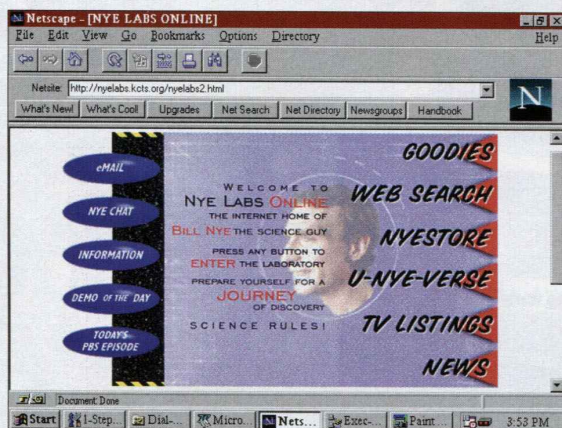 Netscape - [NYE LABS ONLINE]
File Edit View Go Bookmarks Options Directory Help
Netsite: http://nyelabs.kcts.org/nyelabs2.html
N
What's New! What's Cool! Upgrades Net Search Net Directory Newsgroups Handbook
eMAIL
NYE CHAT
INFORMATION
DEMO OF THE DAY
TODAY'S
PBS EPISODE
WELCOME TO
NYE LABS ONLINE
THE INTERNET HOME OF
BILL NYE THE SCIENCE GUY
PRESS ANY BUTTON TO
ENTER THE LABORATORY
PREPARE YOURSELF FOR A
JOURNEY
OF DISCOVERY
SCIENCE RULES!
GOODIES
WEB SEARCH
NYESTORE
U-NYE-VERSE
TV LISTINGS
NEWS
Document: Done
Start 1-Step... Dial-... Micro... Nets... Exec-... Paint... 3:53 PM